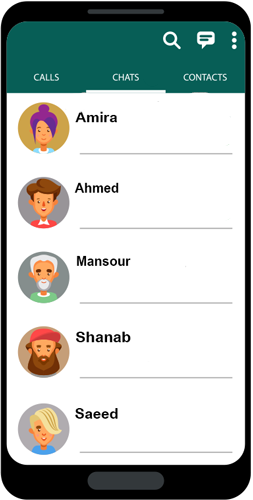 CALLS CHATS CONTACTS
Amira
Ahmed
Mansour
Shanab
Saeed